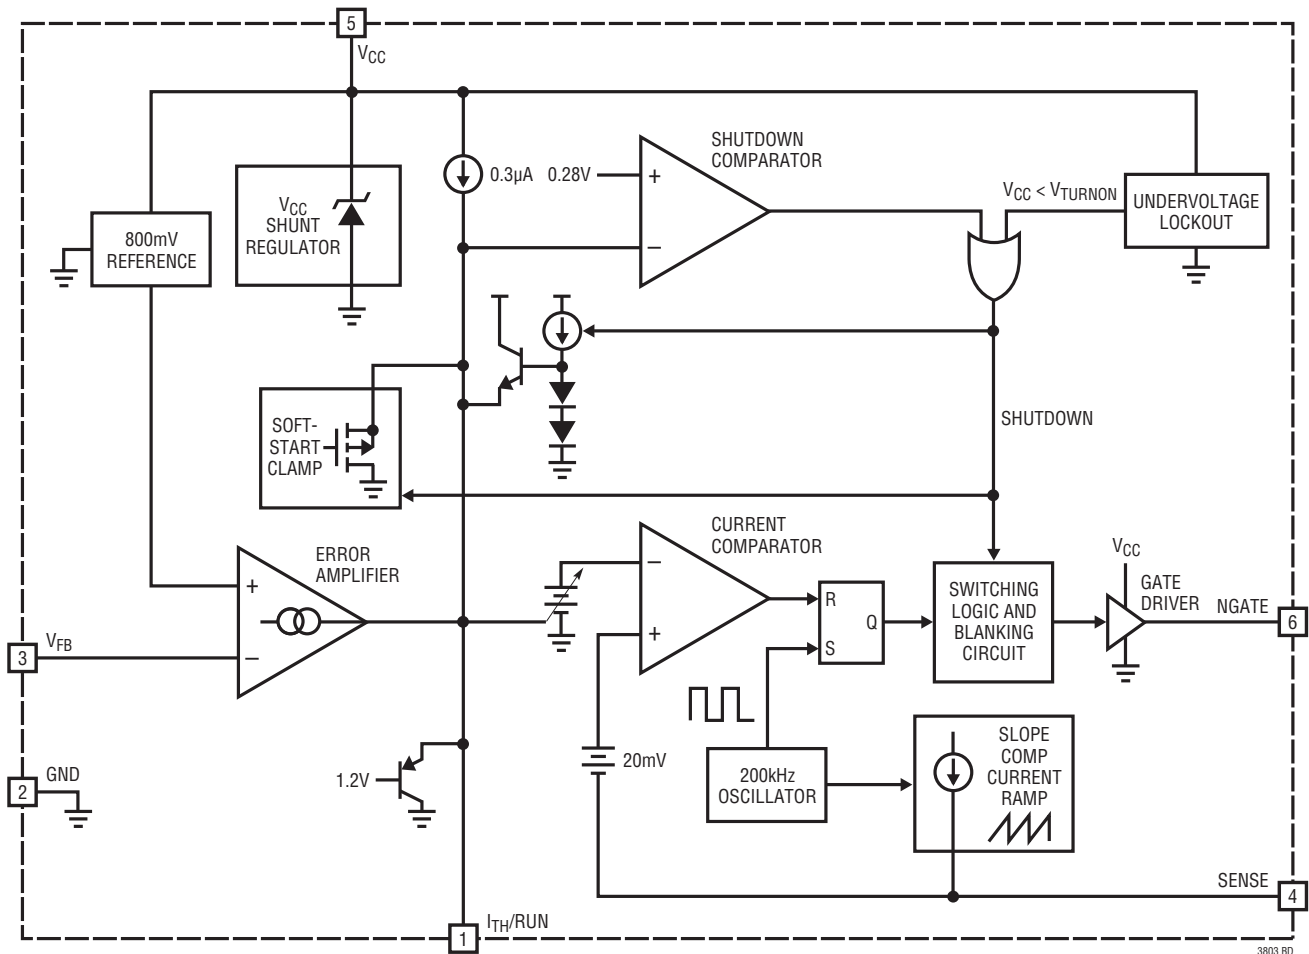 5
VCC
SHUTDOWN
COMPARATOR
0.3µA
0.28V
+
–
VCC < VTURNON
UNDERVOLTAGE
LOCKOUT
VCC
SHUNT
REGULATOR
800mV
REFERENCE
SHUTDOWN
SOFT-
START
CLAMP
CURRENT
COMPARATOR
–
+
ERROR
AMPLIFIER
+
–
R
S
Q
SWITCHING
LOGIC AND
BLANKING
CIRCUIT
VCC
GATE
DRIVER
NGATE
6
3
VFB
20mV
200kHz
OSCILLATOR
SLOPE
COMP
CURRENT
RAMP
1.2V
2
GND
SENSE
4
1
ITH/RUN
3803 BD